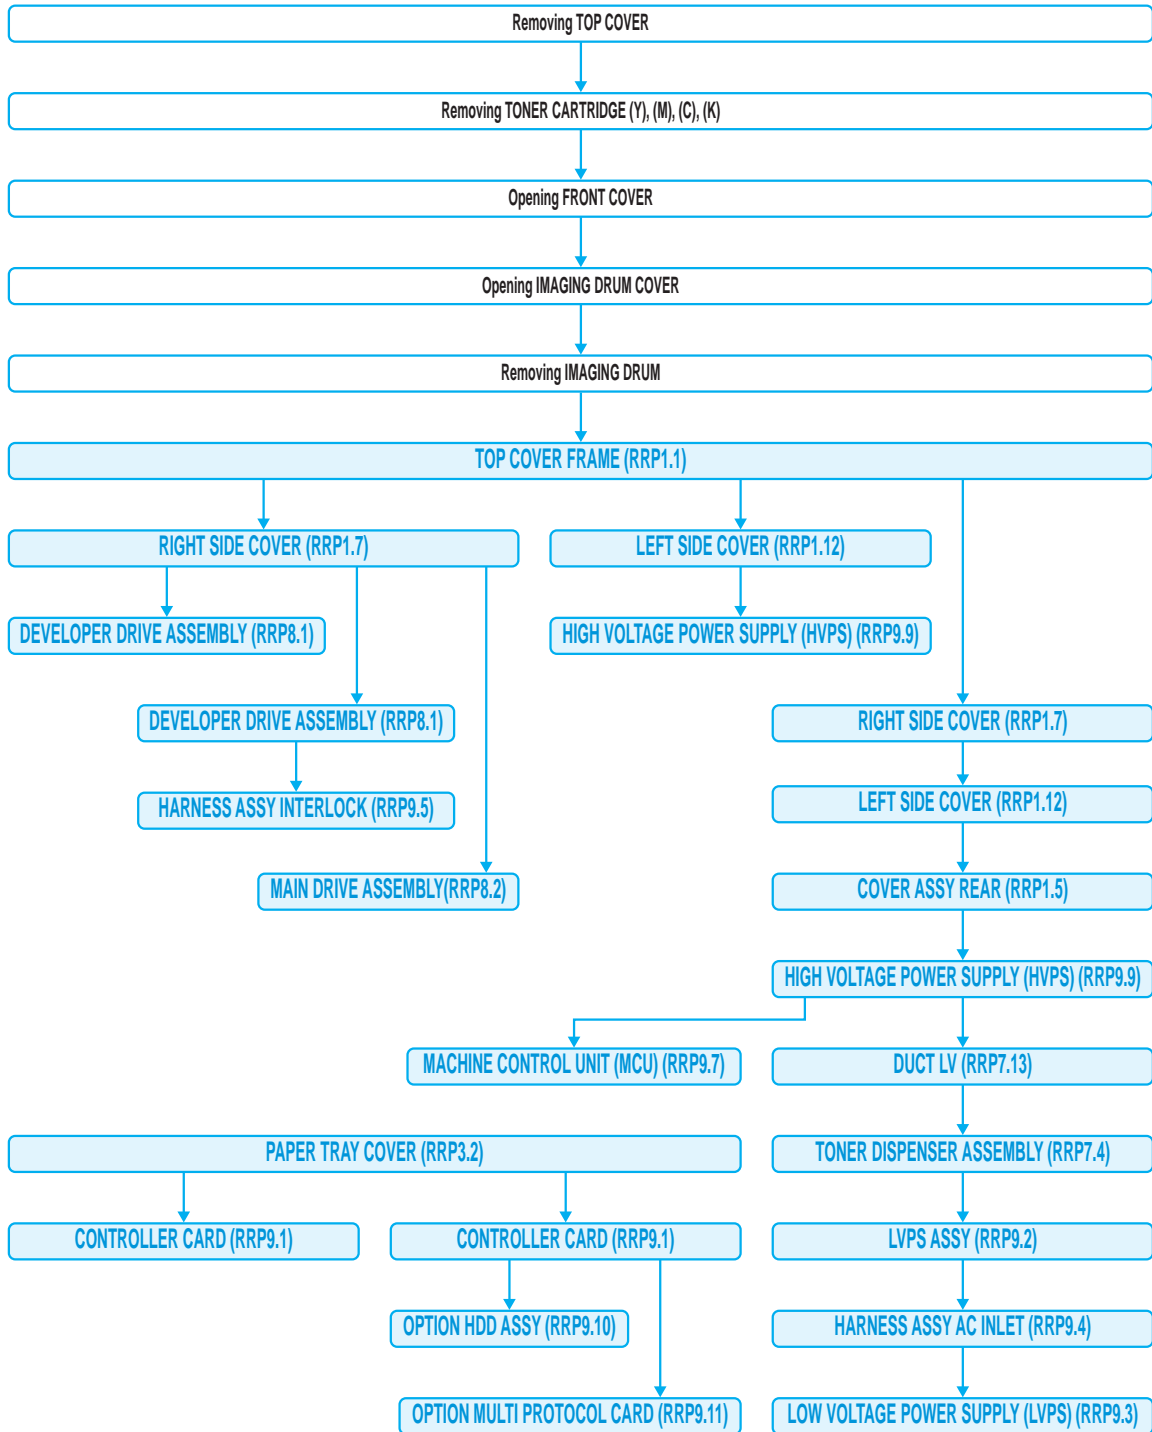 Removing TOP COVER
Removing TONER CARTRIDGE (Y), (M), (C), (K)
Opening FRONT COVER
Opening IMAGING DRUM COVER
Removing IMAGING DRUM
TOP COVER FRAME (RRP1.1)
RIGHT SIDE COVER (RRP1.7)
LEFT SIDE COVER (RRP1.12)
DEVELOPER DRIVE ASSEMBLY (RRP8.1)
HIGH VOLTAGE POWER SUPPLY (HVPS) (RRP9.9)
DEVELOPER DRIVE ASSEMBLY (RRP8.1)
RIGHT SIDE COVER (RRP1.7)
HARNESS ASSY INTERLOCK (RRP9.5)
LEFT SIDE COVER (RRP1.12)
MAIN DRIVE ASSEMBLY(RRP8.2)
COVER ASSY REAR (RRP1.5)
HIGH VOLTAGE POWER SUPPLY (HVPS) (RRP9.9)
MACHINE CONTROL UNIT (MCU) (RRP9.7)
DUCT LV (RRP7.13)
PAPER TRAY COVER (RRP3.2)
TONER DISPENSER ASSEMBLY (RRP7.4)
CONTROLLER CARD (RRP9.1)
CONTROLLER CARD (RRP9.1)
LVPS ASSY (RRP9.2)
OPTION HDD ASSY (RRP9.10)
HARNESS ASSY AC INLET (RRP9.4)
OPTION MULTI PROTOCOL CARD (RRP9.11)
LOW VOLTAGE POWER SUPPLY (LVPS) (RRP9.3)